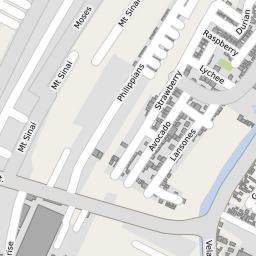 Moses
Mt Sinai
Durian
Raspberry
Mt Sinai
Philippians
Lychee
Strawberry
Mt Sinai
Avocado
Lansones